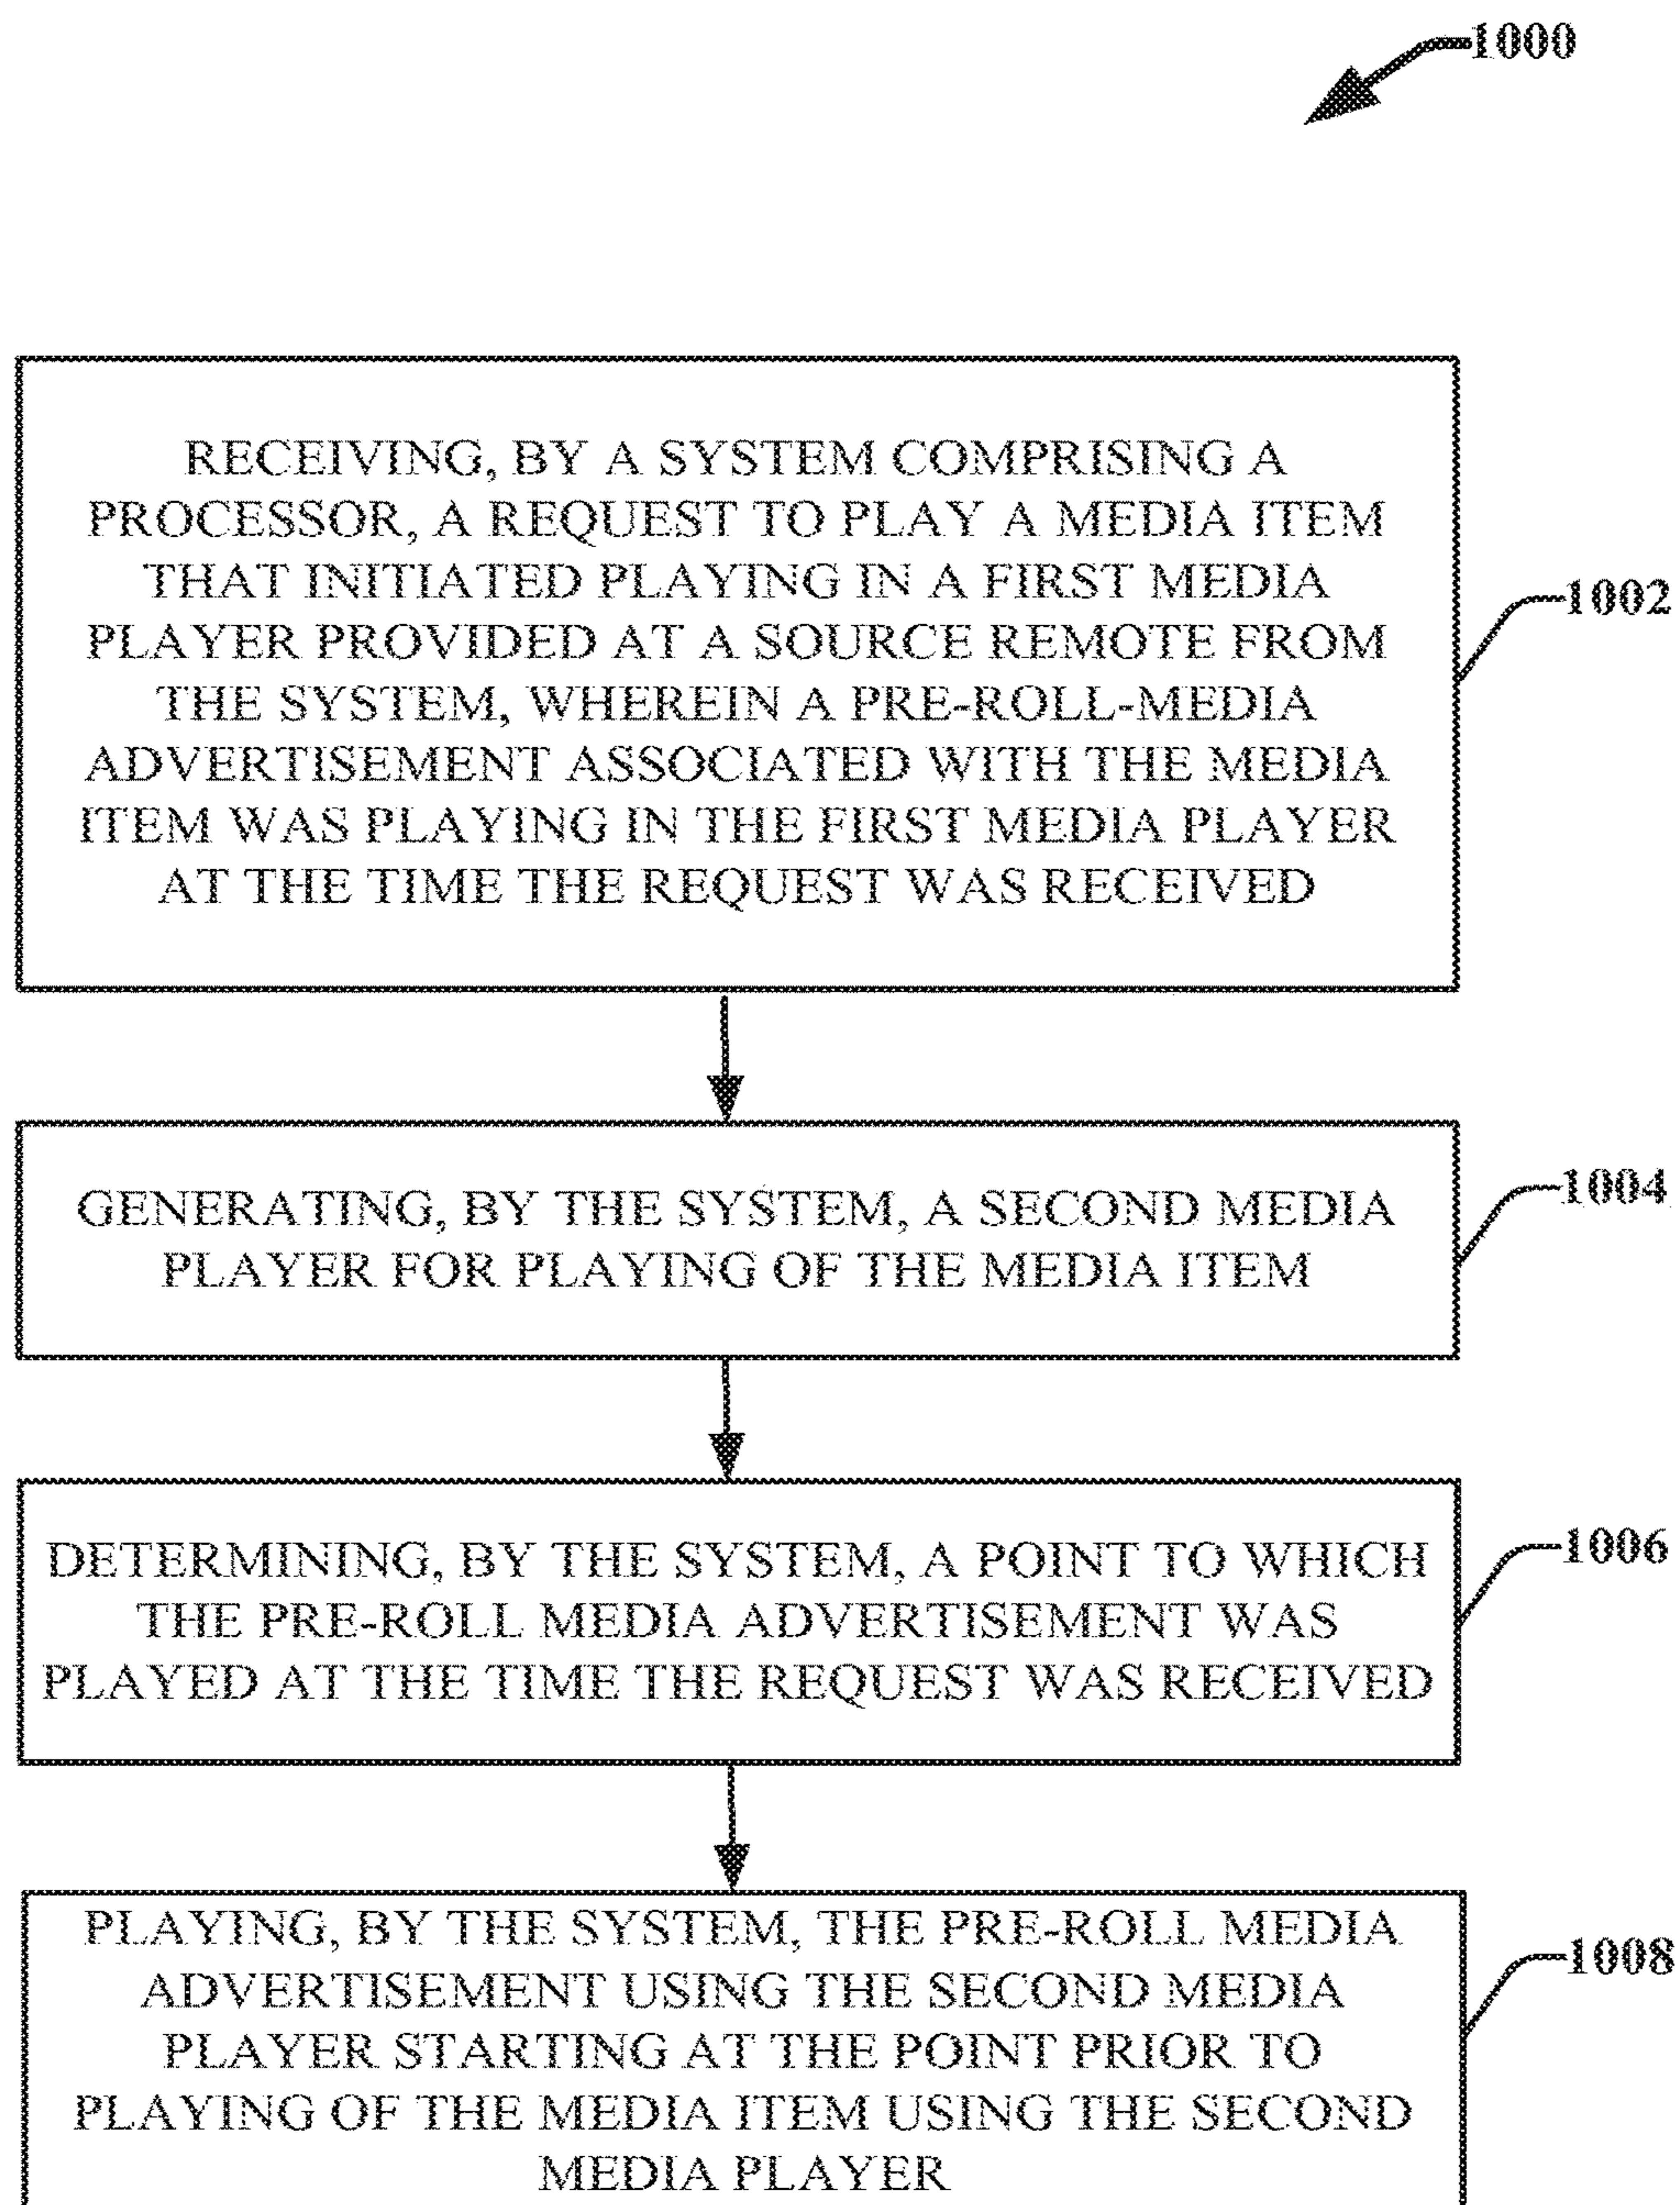 1000
RECEIVING, BY A SYSTEM COMPRISING A
PROCESSOR, A REQUEST TO PLAY A MEDIA ITEM
THAT INITIATED PLAYING IN A FIRST MEDIA
PLAYER PROVIDED AT A SOURCE REMOTE FROM
THE SYSTEM, WHEREIN A PRE-ROLL-MEDIA
ADVERTISEMENT ASSOCIATED WITH THE MEDIA
ITEM WAS PLAYING IN THE FIRST MEDIA PLAYER
AT THE TIME THE REQUEST WAS RECEIVED
1002
GENERATING, BY THE SYSTEM, A SECOND MEDIA
PLAYER FOR PLAYING OF THE MEDIA ITEM
1004
DETERMINING, BY THE SYSTEM, A POINT TO WHICH
THE PRE-ROLL MEDIA ADVERTISEMENT WAS
PLAYED AT THE TIME THE REQUEST WAS RECEIVED
1006
PLAYING, BY THE SYSTEM, THE PRE-ROLL MEDIA
ADVERTISEMENT USING THE SECOND MEDIA
PLAYER STARTING AT THE POINT PRIOR TO
PLAYING OF THE MEDIA ITEM USING THE SECOND
MEDIA PLAYER
1008